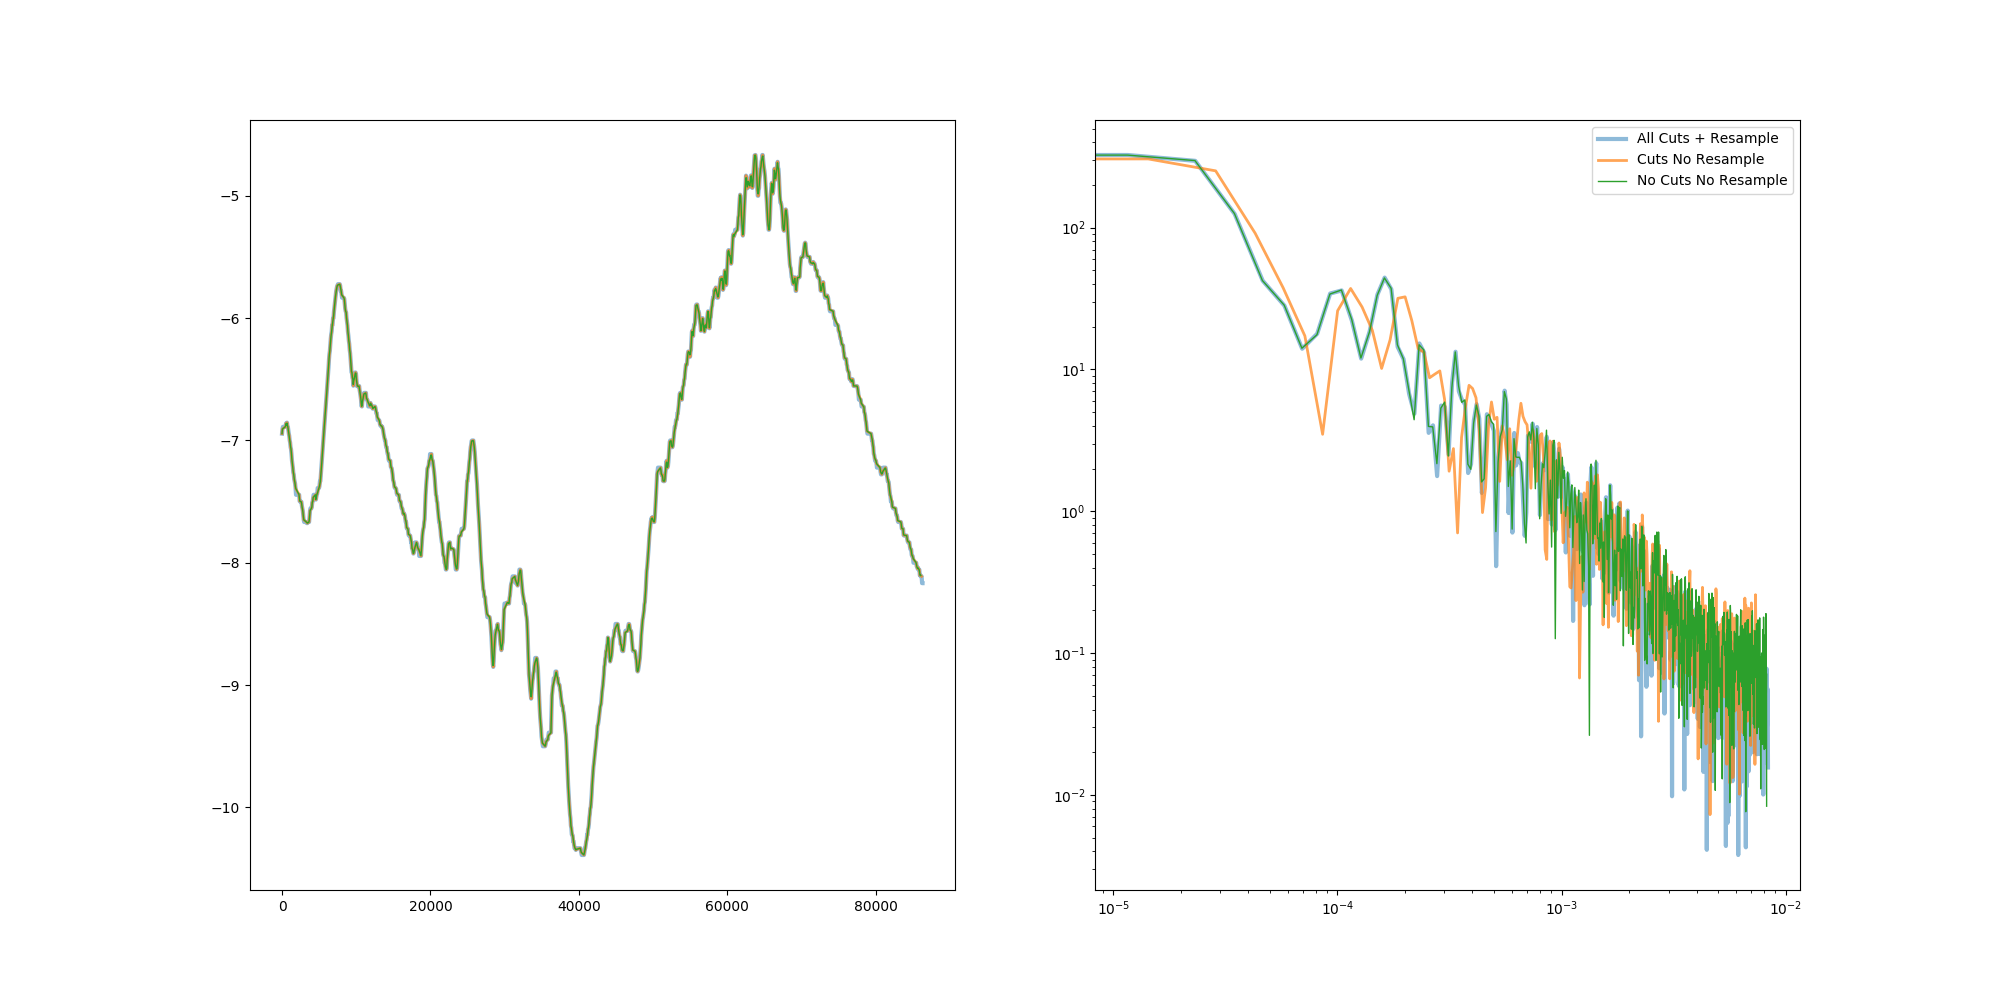 −5
−6
−7
−8
−9
−10
0 20000 40000 60000 80000
10²
10¹
10⁰
10⁻¹
10⁻²
10⁻⁵ 10⁻⁴ 10⁻³ 10⁻²
All Cuts + Resample
Cuts No Resample
No Cuts No Resample